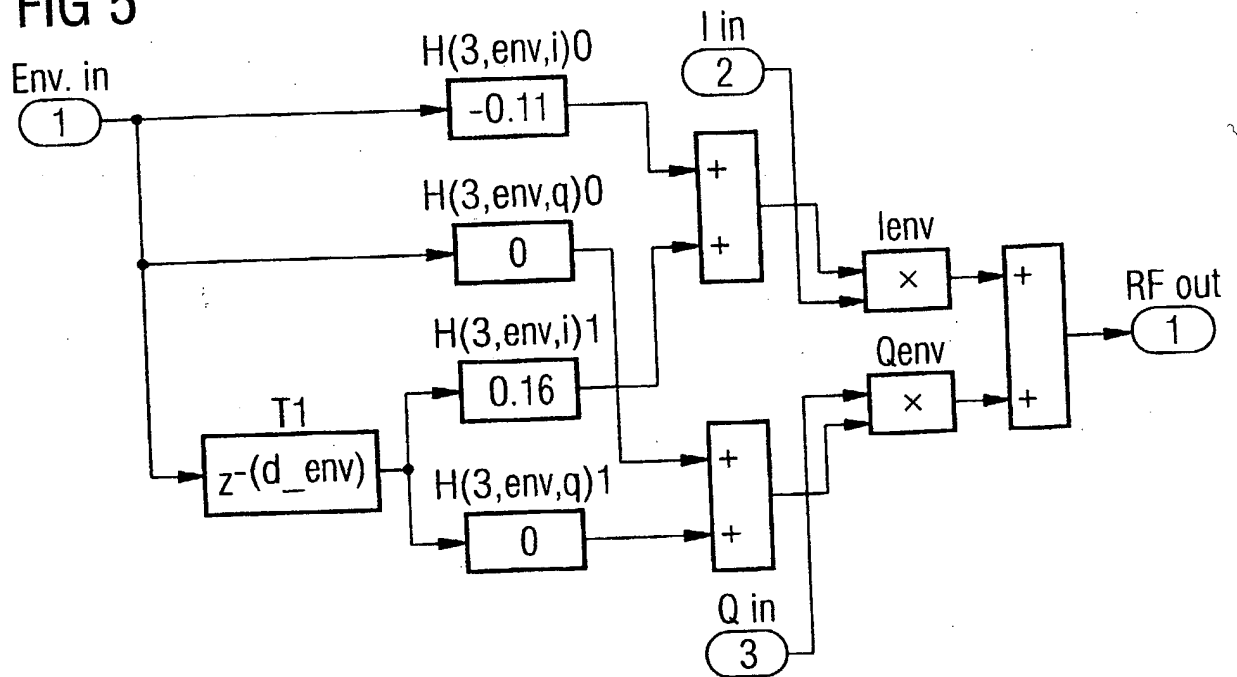 FIG 5
I in
2
H(3,env,i)0
-0.11
Env. in
1
+
+
H(3,env,q)0
0
Ienv
×
+
+
RF out
1
H(3,env,i)1
0.16
Qenv
×
T1
z-(d_env)
+
+
H(3,env,q)1
0
Q in
3